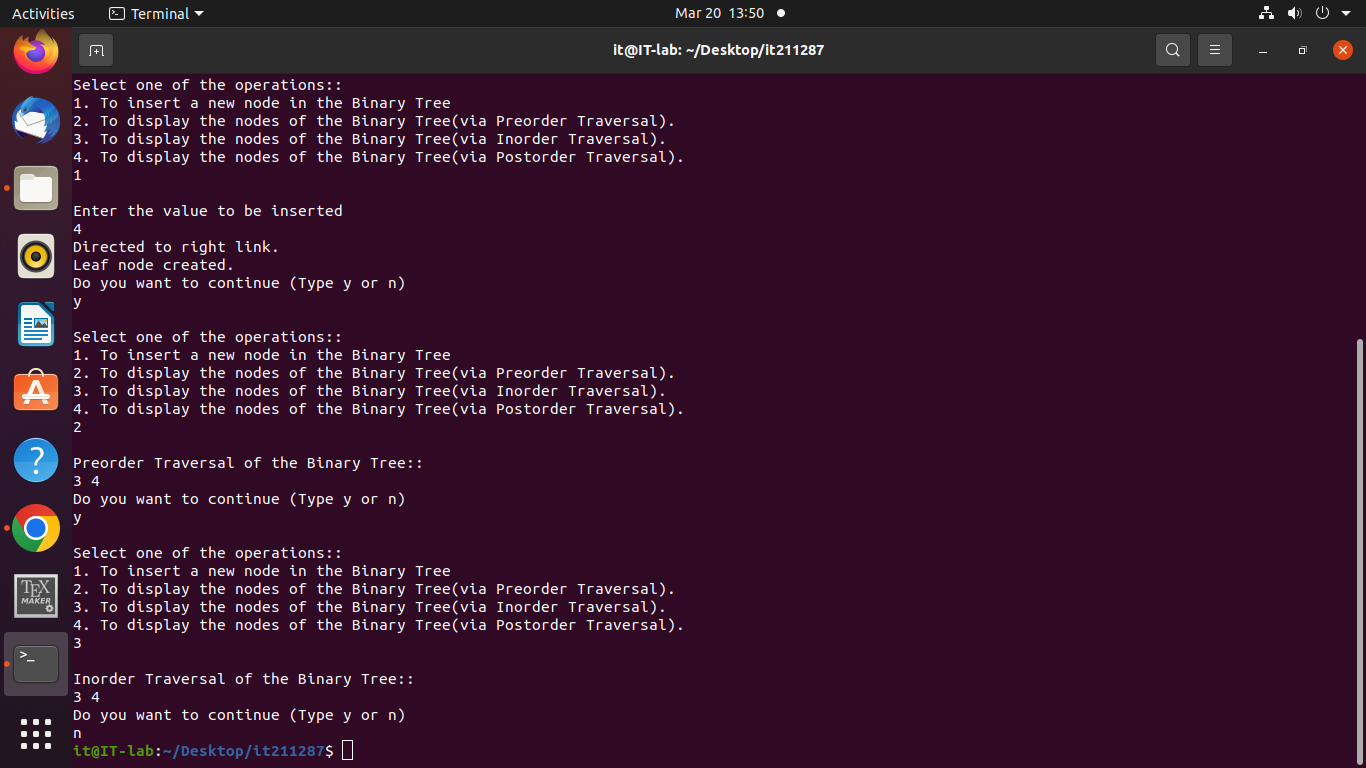 Activities
Terminal
Mar 20 13:50
it@IT-lab: ~/Desktop/it211287
Select one of the operations::
1. To insert a new node in the Binary Tree
2. To display the nodes of the Binary Tree(via Preorder Traversal).
3. To display the nodes of the Binary Tree(via Inorder Traversal).
4. To display the nodes of the Binary Tree(via Postorder Traversal).
1
Enter the value to be inserted
4
Directed to right link.
Leaf node created.
Do you want to continue (Type y or n)
y
Select one of the operations::
1. To insert a new node in the Binary Tree
2. To display the nodes of the Binary Tree(via Preorder Traversal).
3. To display the nodes of the Binary Tree(via Inorder Traversal).
4. To display the nodes of the Binary Tree(via Postorder Traversal).
2
Preorder Traversal of the Binary Tree::
3 4
Do you want to continue (Type y or n)
y
Select one of the operations::
1. To insert a new node in the Binary Tree
2. To display the nodes of the Binary Tree(via Preorder Traversal).
3. To display the nodes of the Binary Tree(via Inorder Traversal).
4. To display the nodes of the Binary Tree(via Postorder Traversal).
3
Inorder Traversal of the Binary Tree::
3 4
Do you want to continue (Type y or n)
n
it@IT-lab:~/Desktop/it211287$
?
TEX
MAKER
>_